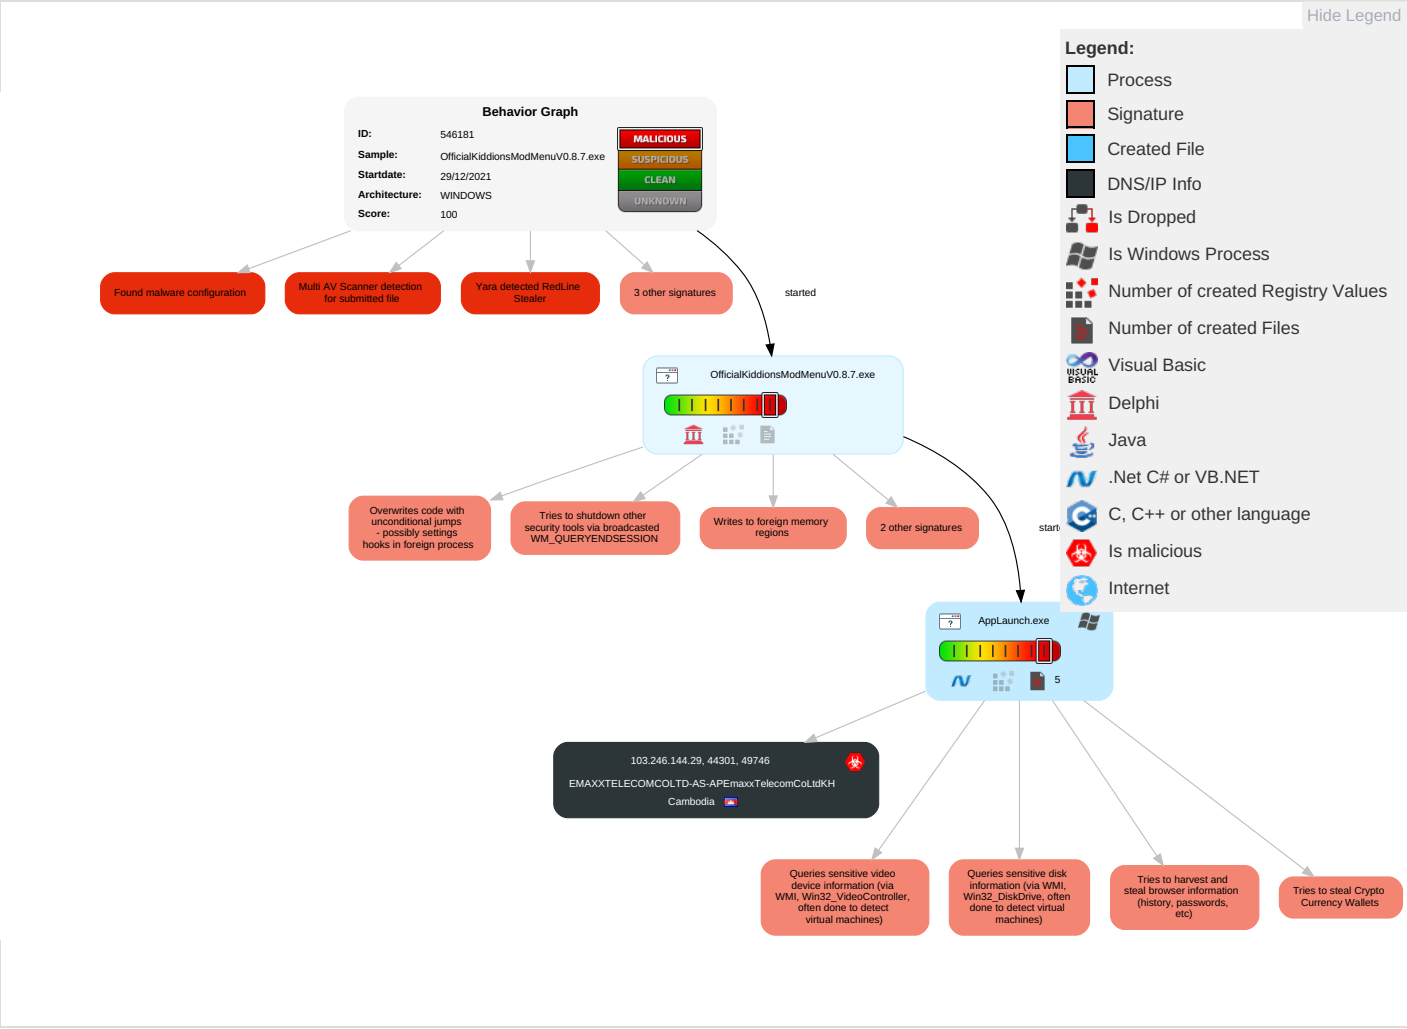 Hide Legend
Legend:
Process
Signature
Created File
DNS/IP Info
Is Dropped
Is Windows Process
Number of created Registry Values
Number of created Files
Visual Basic
VISUAL
BASIC
Delphi
Java
.Net C# or VB.NET
C, C++ or other language
Is malicious
Internet
Behavior Graph
ID: 546181
Sample: OfficialKiddionsModMenuV0.8.7.exe
Startdate: 29/12/2021
Architecture: WINDOWS
Score: 100
MALICIOUS
SUSPICIOUS
CLEAN
UNKNOWN
Found malware configuration
Multi AV Scanner detection
for submitted file
Yara detected RedLine
Stealer
3 other signatures
started
OfficialKiddionsModMenuV0.8.7.exe
Overwrites code with
unconditional jumps
- possibly settings
hooks in foreign process
Tries to shutdown other
security tools via broadcasted
WM_QUERYENDSESSION
Writes to foreign memory
regions
2 other signatures
start
AppLaunch.exe
5
103.246.144.29, 44301, 49746
EMAXXTELECOMCOLTD-AS-APEmaxxTelecomCoLtdKH
Cambodia
Queries sensitive video
device information (via
WMI, Win32_VideoController,
often done to detect
virtual machines)
Queries sensitive disk
information (via WMI,
Win32_DiskDrive, often
done to detect virtual
machines)
Tries to harvest and
steal browser information
(history, passwords,
etc)
Tries to steal Crypto
Currency Wallets